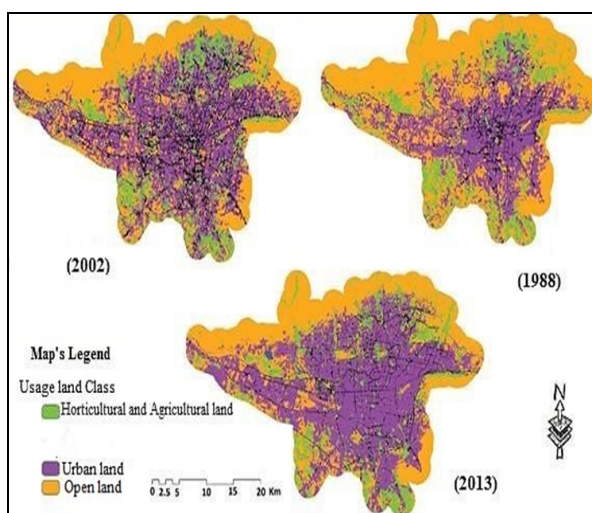 (2002)
(1988)
Map's Legend
Usage land Class
Horticultural and Agricultural land
Urban land
Open land
0 2.5 5 10 15 20 Km
(2013)
N